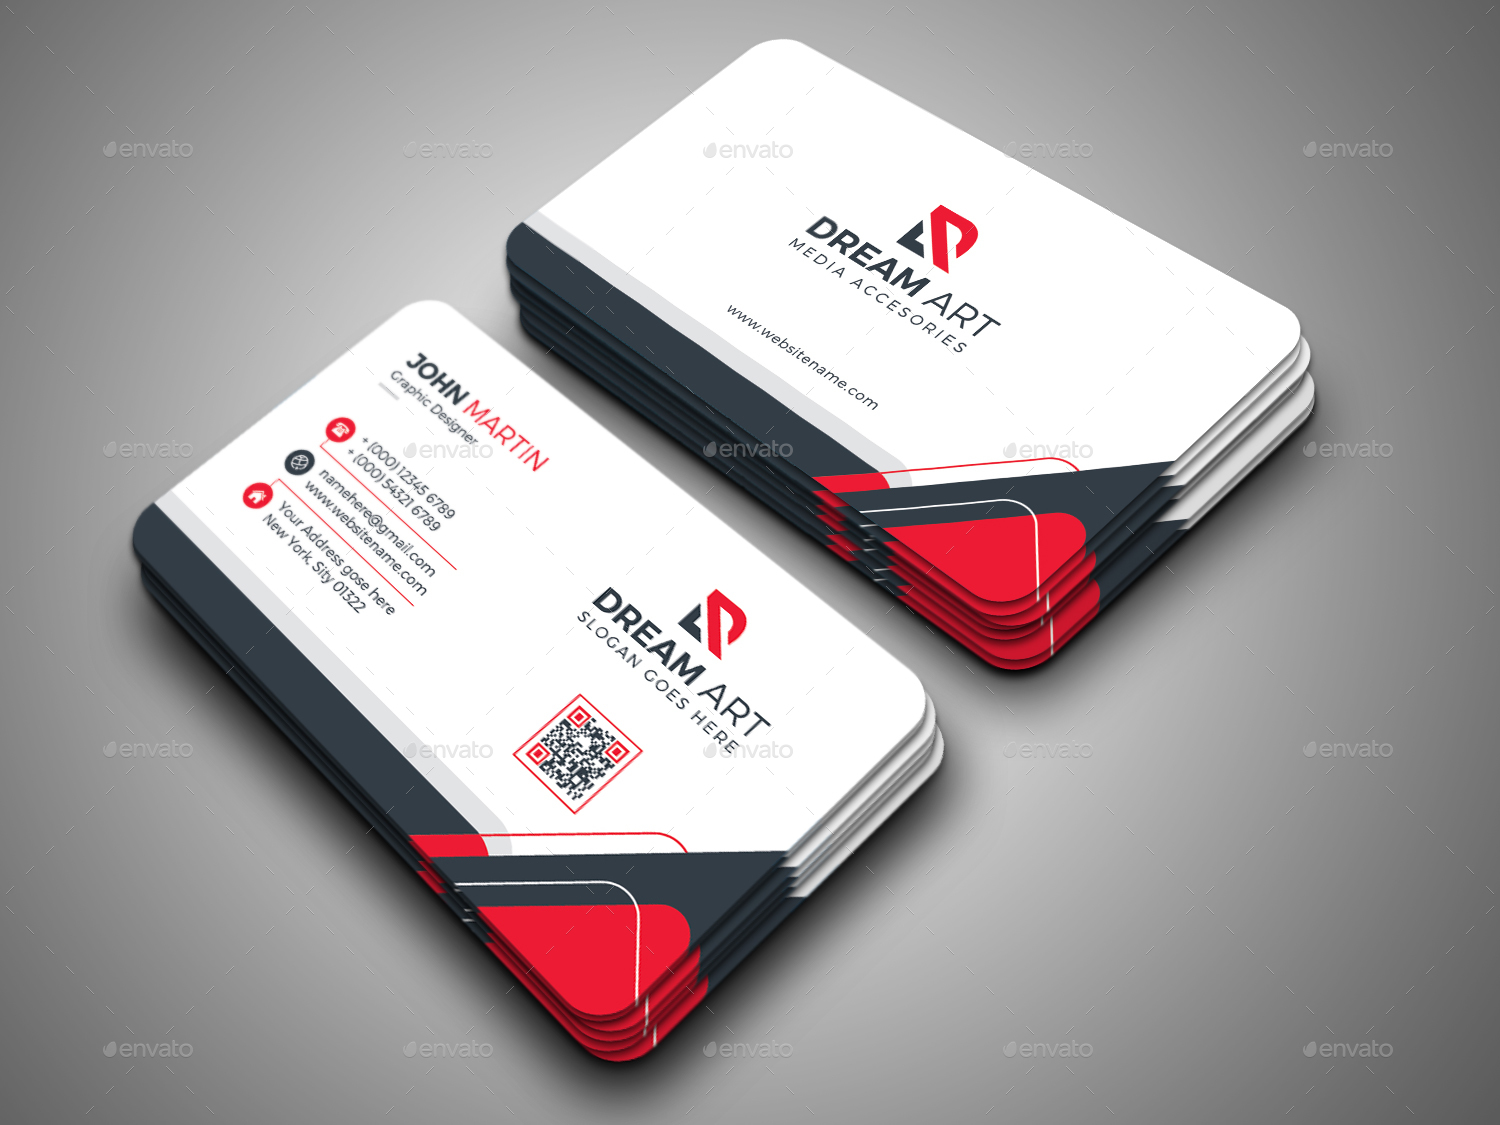 DREAM ART
MEDIA ACCESORIES
www.websitename.com
JOHN MARTIN
Graphic Designer
+ (000) 12345 6789
+ (000) 54321 6789
namehere@gmail.com
www.websitename.com
Your Address gose here
New York, Sity 01322
DREAM ART
SLOGAN GOES HERE
envato envato envato envato envato
envato envato envato envato envato
envato envato envato envato envato
envato envato envato envato envato